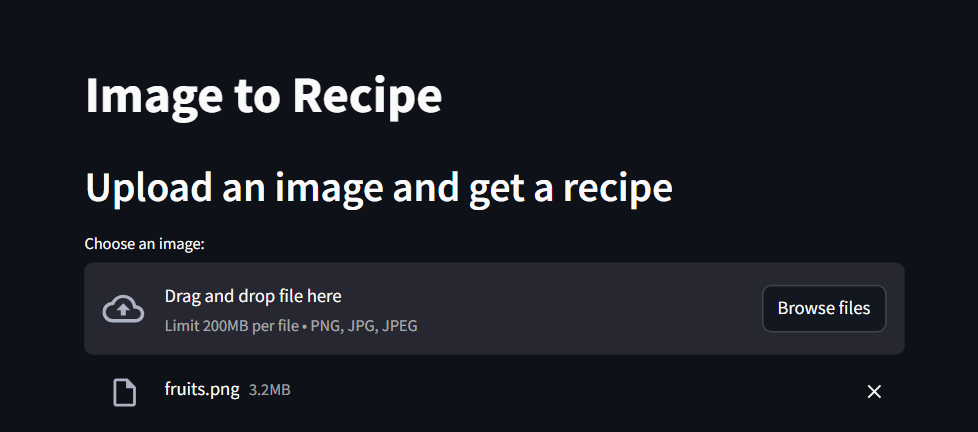 Image to Recipe
Upload an image and get a recipe
Choose an image:
Drag and drop file here
Limit 200MB per file • PNG, JPG, JPEG
Browse files
fruits.png 3.2MB